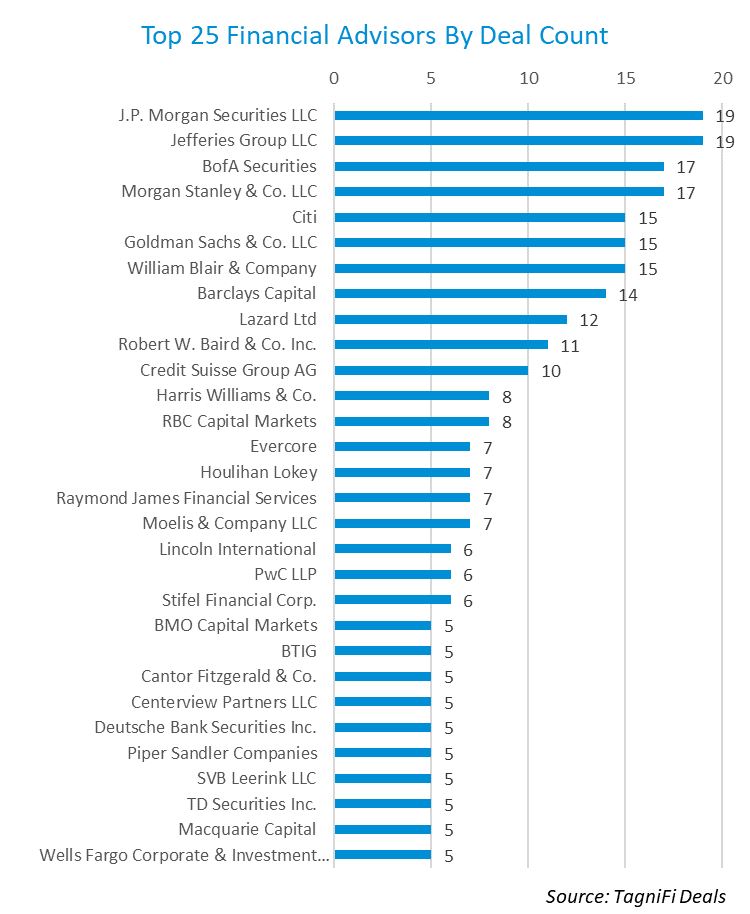 Top 25 Financial Advisors By Deal Count
0 5 10 15 20
J.P. Morgan Securities LLC 19
Jefferies Group LLC 19
BofA Securities 17
Morgan Stanley & Co. LLC 17
Citi 15
Goldman Sachs & Co. LLC 15
William Blair & Company 15
Barclays Capital 14
Lazard Ltd 12
Robert W. Baird & Co. Inc. 11
Credit Suisse Group AG 10
Harris Williams & Co. 8
RBC Capital Markets 8
Evercore 7
Houlihan Lokey 7
Raymond James Financial Services 7
Moelis & Company LLC 7
Lincoln International 6
PwC LLP 6
Stifel Financial Corp. 6
BMO Capital Markets 5
BTIG 5
Cantor Fitzgerald & Co. 5
Centerview Partners LLC 5
Deutsche Bank Securities Inc. 5
Piper Sandler Companies 5
SVB Leerink LLC 5
TD Securities Inc. 5
Macquarie Capital 5
Wells Fargo Corporate & Investment... 5
Source: TagniFi Deals